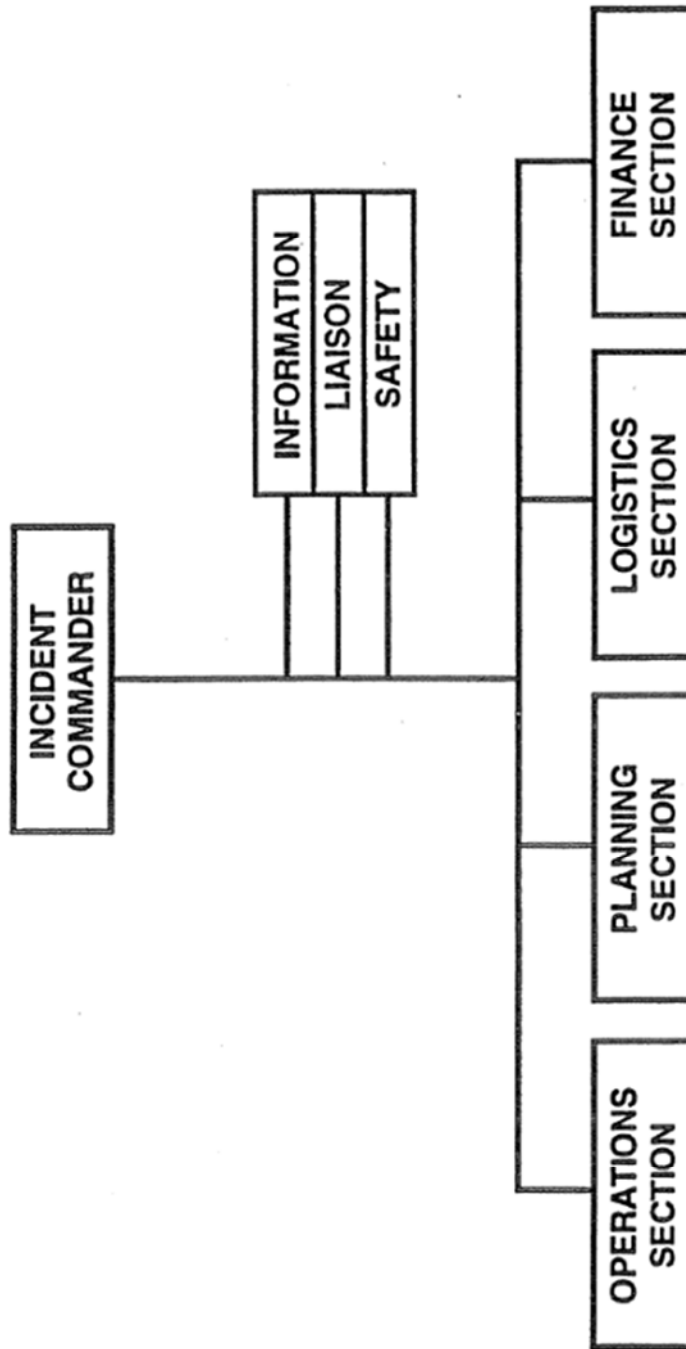 INCIDENT
COMMANDER
INFORMATION
LIAISON
SAFETY
OPERATIONS
SECTION
PLANNING
SECTION
LOGISTICS
SECTION
FINANCE
SECTION